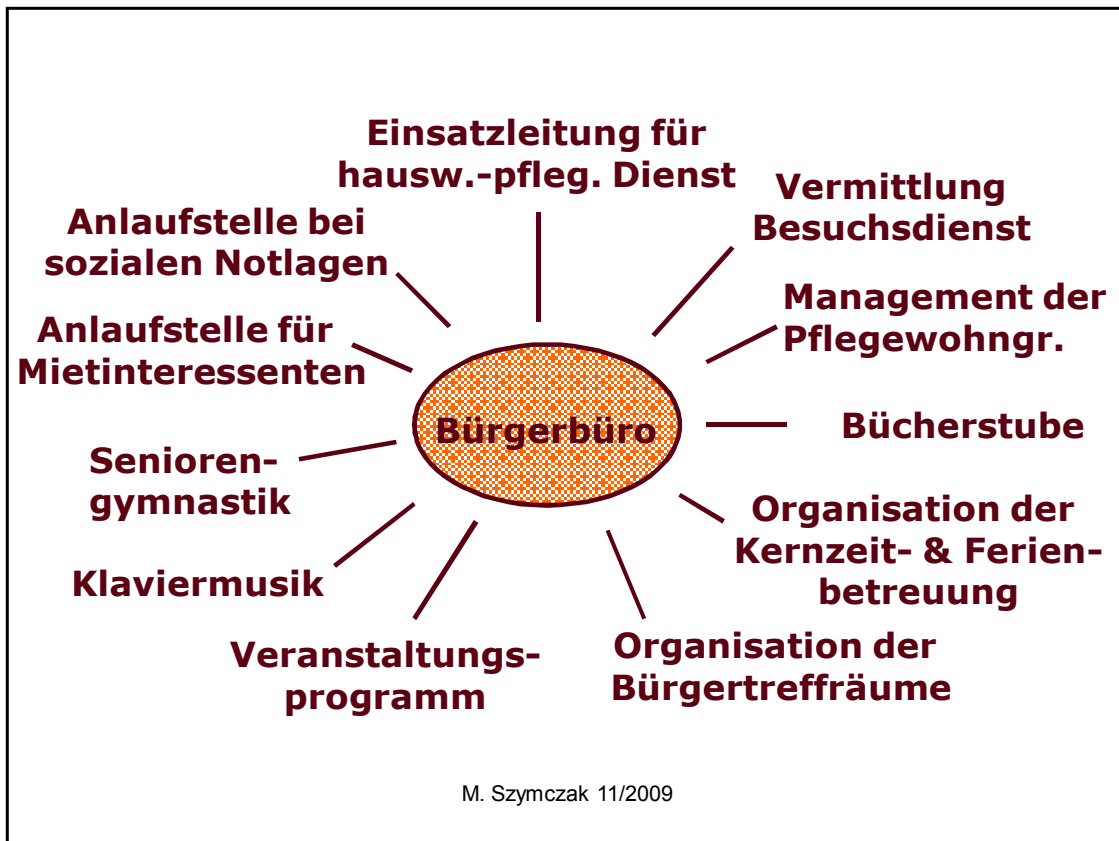 Einsatzleitung für
hausw.-pfleg. Dienst
Vermittlung
Besuchsdienst
Anlaufstelle bei
sozialen Notlagen
Management der
Pflegewohngr.
Anlaufstelle für
Mietinteressenten
Bürgerbüro
Bücherstube
Senioren-
gymnastik
Organisation der
Kernzeit- & Ferien-
betreuung
Klaviermusik
Veranstaltungs-
programm
Organisation der
Bürgertreffräume
M. Szymczak 11/2009